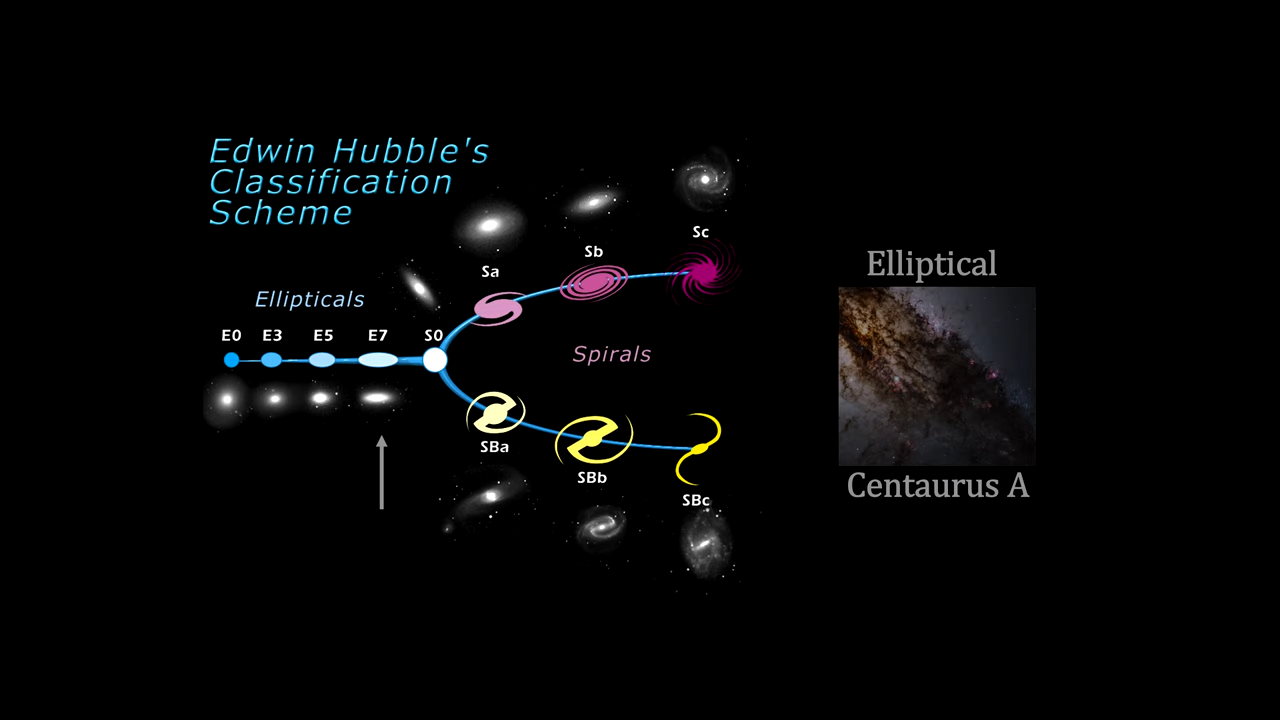 Edwin Hubble's
Classification
Scheme
Sc
Sb
Sa
Ellipticals
E0 E3 E5 E7 S0
Spirals
SBa
SBb
SBc
Elliptical
Centaurus A